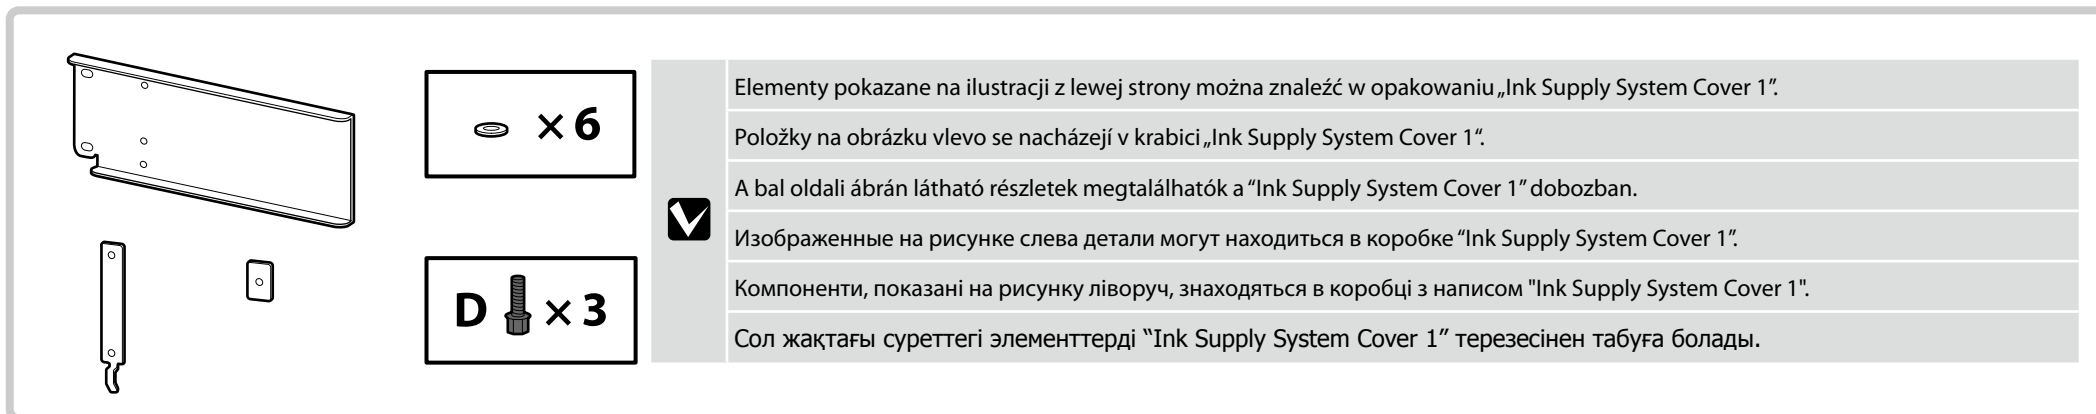 × 6
D × 3
Elementy pokazane na ilustracji z lewej strony można znaleźć w opakowaniu „Ink Supply System Cover 1”.
Položky na obrázku vlevo se nacházejí v krabici „Ink Supply System Cover 1“.
A bal oldali ábrán látható részletek megtalálhatók a “Ink Supply System Cover 1” dobozban.
Изображенные на рисунке слева детали могут находиться в коробке “Ink Supply System Cover 1”.
Компоненти, показані на рисунку ліворуч, знаходяться в коробці з написом "Ink Supply System Cover 1".
Сол жақтағы суреттегі элементтерді “Ink Supply System Cover 1” терезесінен табуға болады.